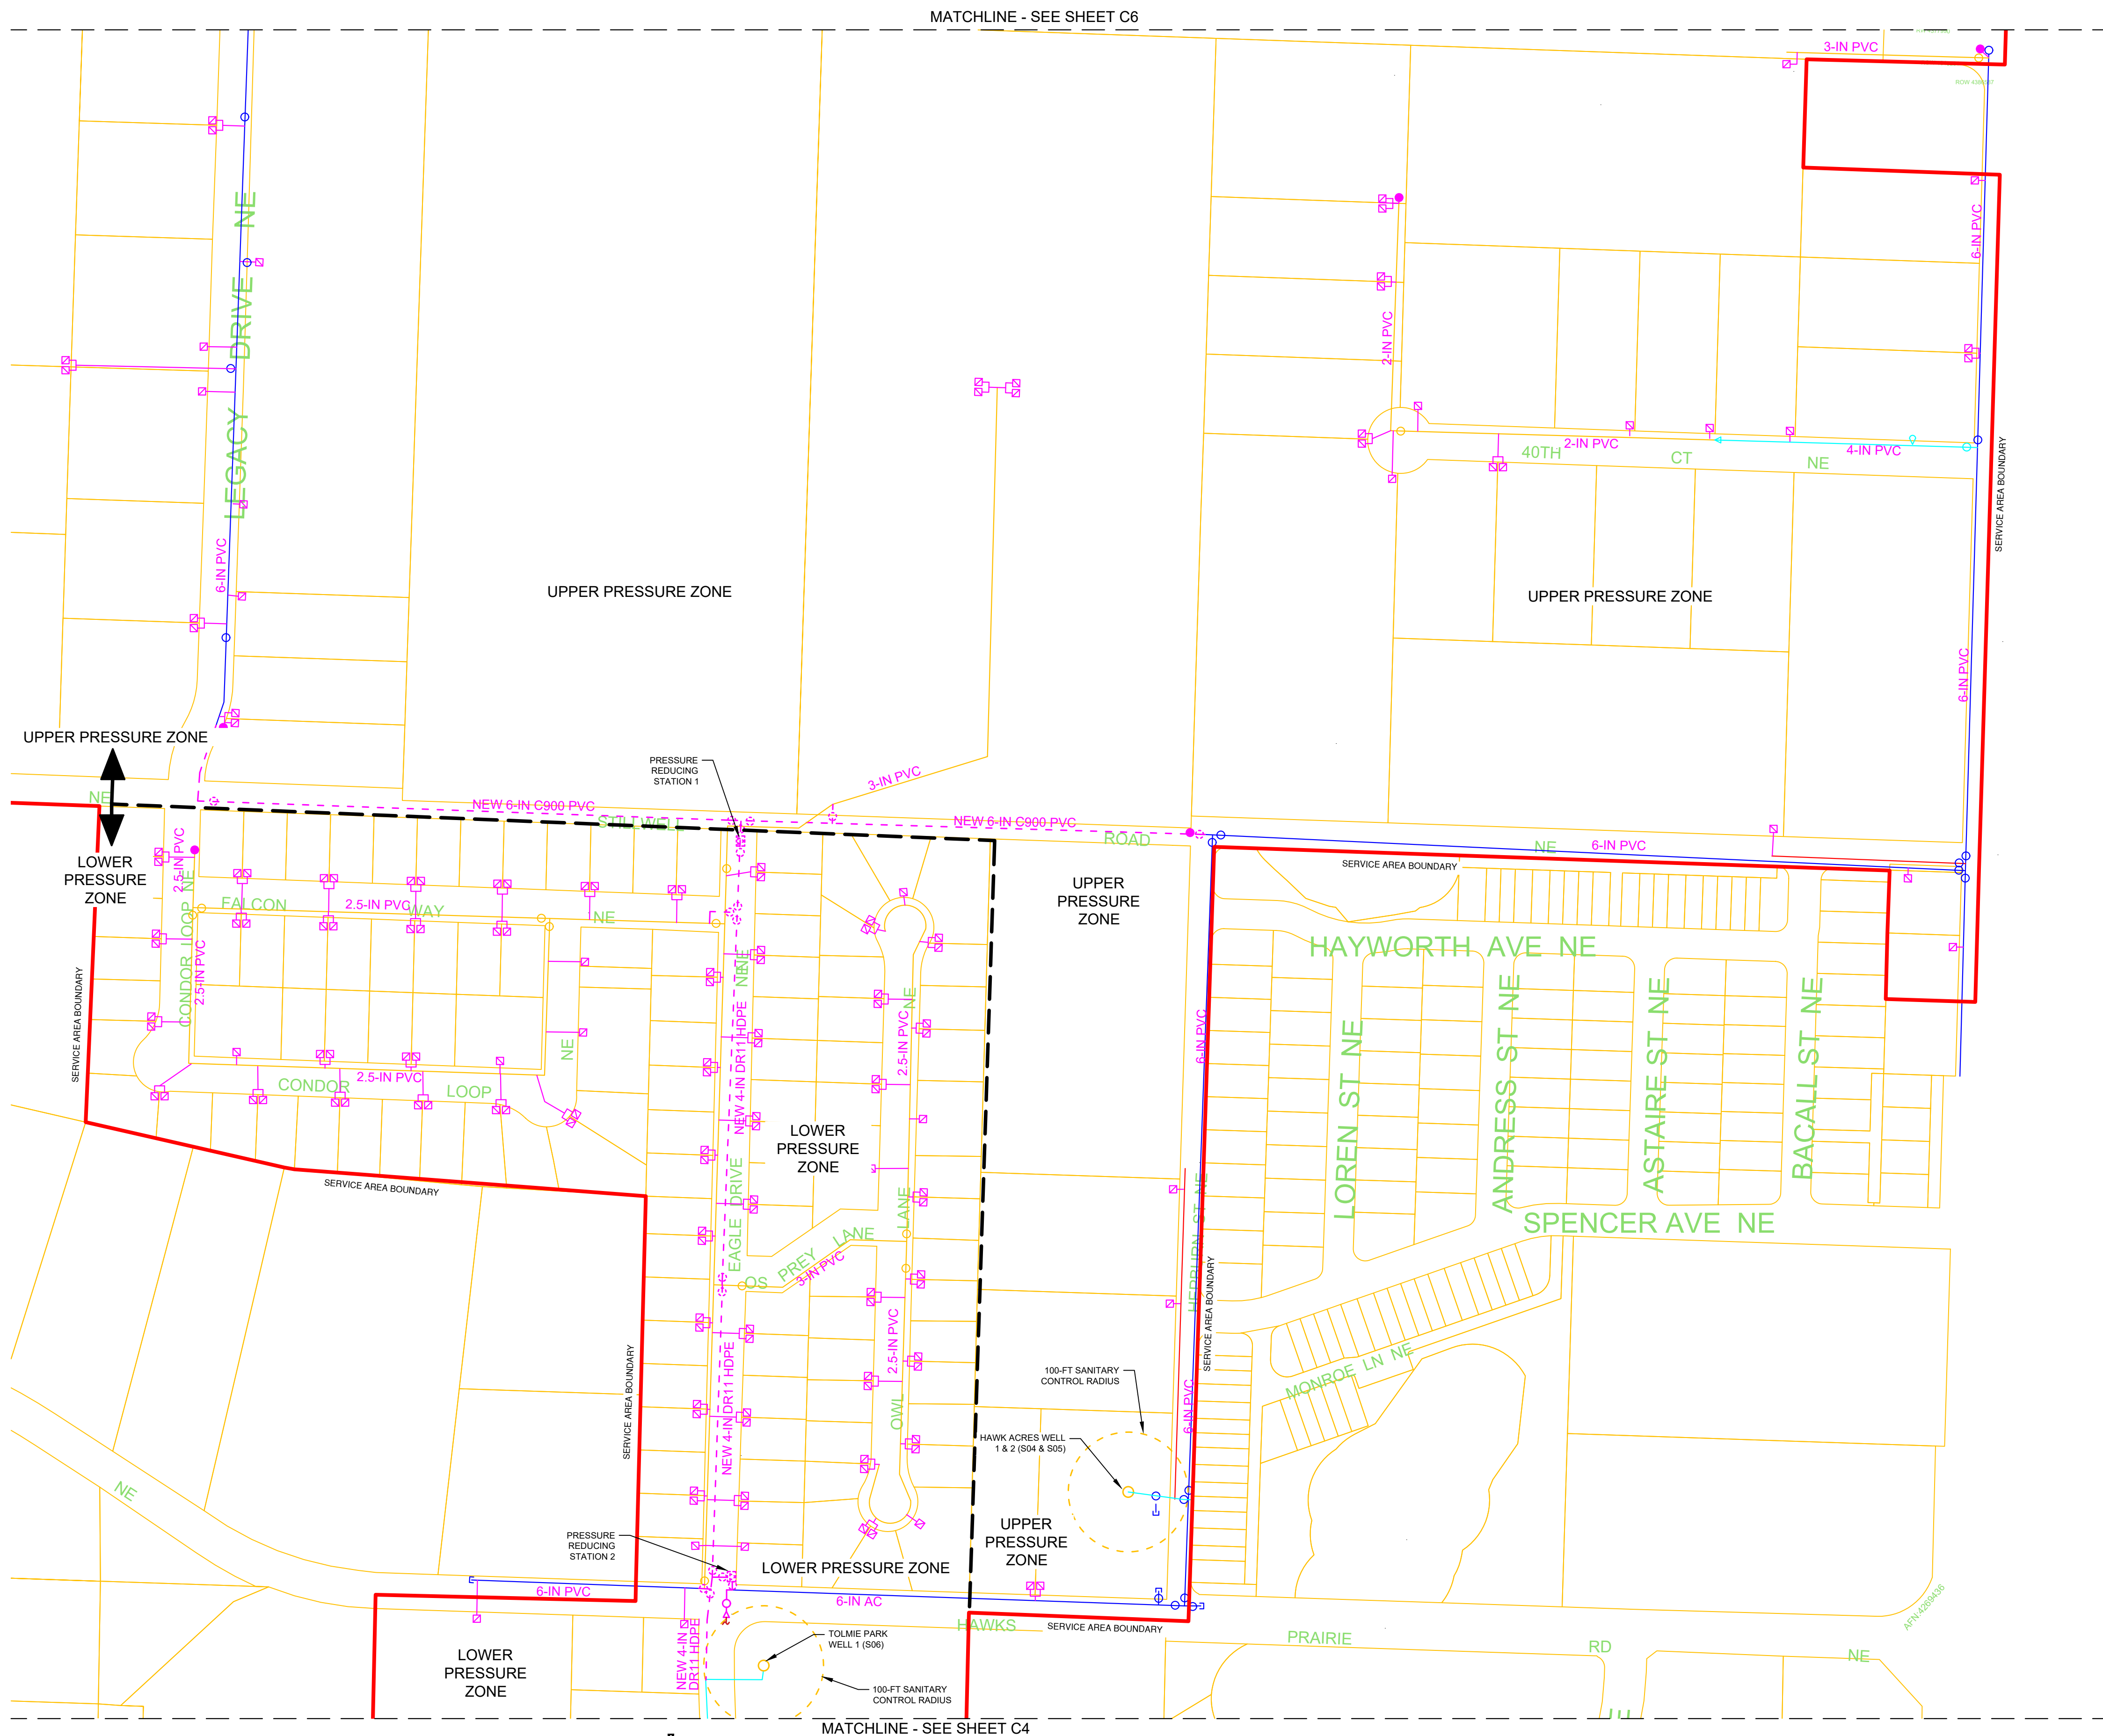 MATCHLINE - SEE SHEET C6
3-IN PVC
LEGACY DRIVE NE
6-IN PVC
2-IN PVC
6-IN PVC
2-IN PVC
4-IN PVC
40TH CT NE
SERVICE AREA BOUNDARY
6-IN PVC
UPPER PRESSURE ZONE
UPPER PRESSURE ZONE
UPPER PRESSURE ZONE
PRESSURE
REDUCING
STATION 1
3-IN PVC
NE
NEW 6-IN C900 PVC
STILLWELL
NEW 6-IN C900 PVC
ROAD
NE
6-IN PVC
SERVICE AREA BOUNDARY
LOWER
PRESSURE
ZONE
2.5-IN PVC
UPPER
PRESSURE
ZONE
FALCON WAY NE
2.5-IN PVC
CONDOR LOOP NE
2.5-IN PVC
SERVICE AREA BOUNDARY
NE
CONDOR LOOP
2.5-IN PVC
SERVICE AREA BOUNDARY
NE
NE
NEW 4-IN DR11 HDPE
EAGLE DRIVE
LOWER
PRESSURE
ZONE
NE
2.5-IN PVC
OWL LANE
OS PREY LANE
3-IN PVC
2.5-IN PVC
NEW 4-IN DR11 HDPE
SERVICE AREA BOUNDARY
6-IN PVC
HEPBURN ST NE
SERVICE AREA BOUNDARY
6-IN PVC
HAYWORTH AVE NE
LOREN ST NE
ANDRESS ST NE
ASTAIRE ST NE
BACALL ST NE
SPENCER AVE NE
MONROE LN NE
100-FT SANITARY
CONTROL RADIUS
HAWK ACRES WELL
1 & 2 (S04 & S05)
UPPER
PRESSURE
ZONE
NE
PRESSURE
REDUCING
STATION 2
LOWER PRESSURE ZONE
6-IN PVC
6-IN AC
HAWKS
SERVICE AREA BOUNDARY
PRAIRIE
RD
NE
AFN 4269436
NEW 4-IN
DR11 HDPE
LOWER
PRESSURE
ZONE
TOLMIE PARK
WELL 1 (S06)
100-FT SANITARY
CONTROL RADIUS
MATCHLINE - SEE SHEET C4